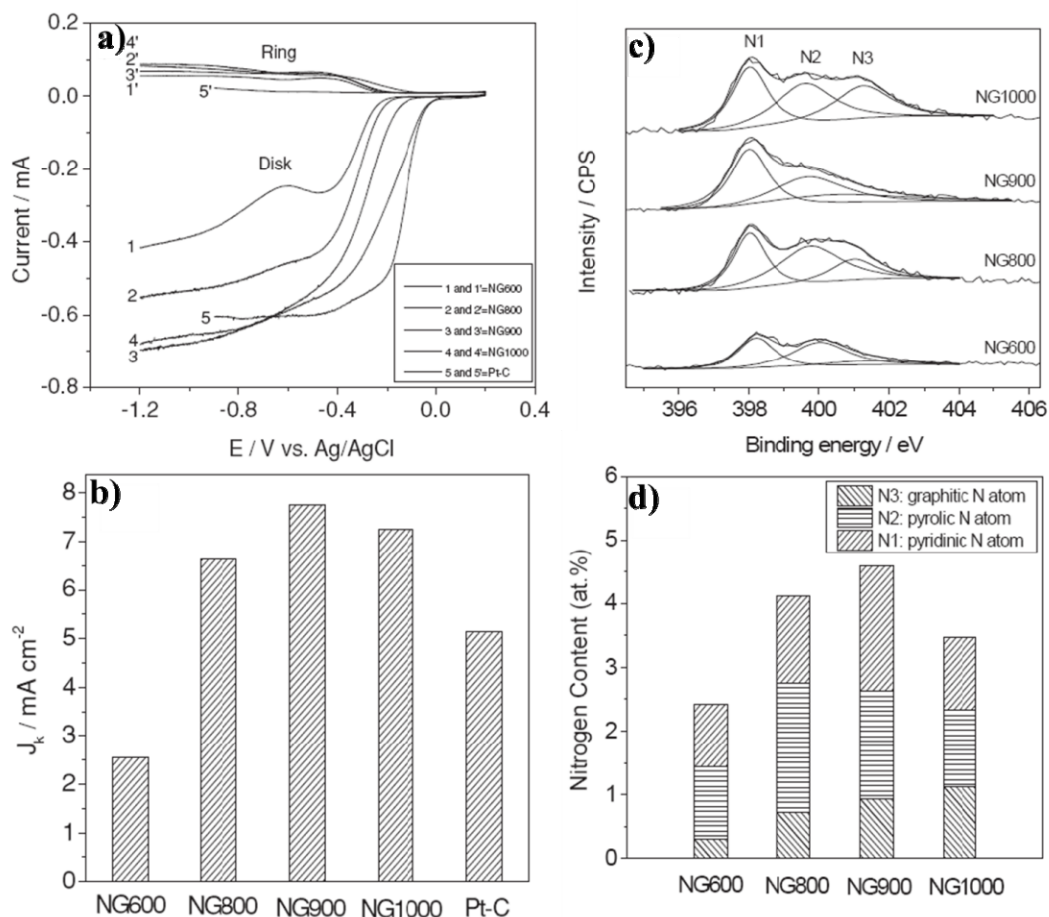 a)
0.2
0.0
-0.2
-0.4
-0.6
-0.8
Current / mA
4'
2'
3'
1'
5'
Ring
Disk
1
2
5
4
3
1 and 1'=NG600
2 and 2'=NG800
3 and 3'=NG900
4 and 4'=NG1000
5 and 5'=Pt-C
-1.2
-0.8
-0.4
0.0
0.4
E / V vs. Ag/AgCl
c)
N1
N2
N3
NG1000
NG900
NG800
NG600
Intensity / CPS
396
398
400
402
404
406
Binding energy / eV
b)
8
7
6
5
4
3
2
1
0
Jk / mA cm-2
NG600
NG800
NG900
NG1000
Pt-C
d)
N3: graphitic N atom
N2: pyrolic N atom
N1: pyridinic N atom
6
5
4
3
2
1
0
Nitrogen Content (at.%)
NG600
NG800
NG900
NG1000